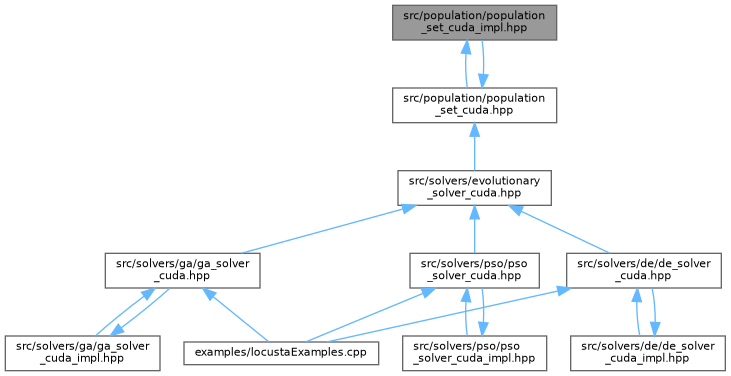 src/population/population
_set_cuda_impl.hpp
src/population/population
_set_cuda.hpp
src/solvers/evolutionary
_solver_cuda.hpp
src/solvers/ga/ga_solver
_cuda.hpp
src/solvers/pso/pso
_solver_cuda.hpp
src/solvers/de/de_solver
_cuda.hpp
src/solvers/ga/ga_solver
_cuda_impl.hpp
examples/locustaExamples.cpp
src/solvers/pso/pso
_solver_cuda_impl.hpp
src/solvers/de/de_solver
_cuda_impl.hpp